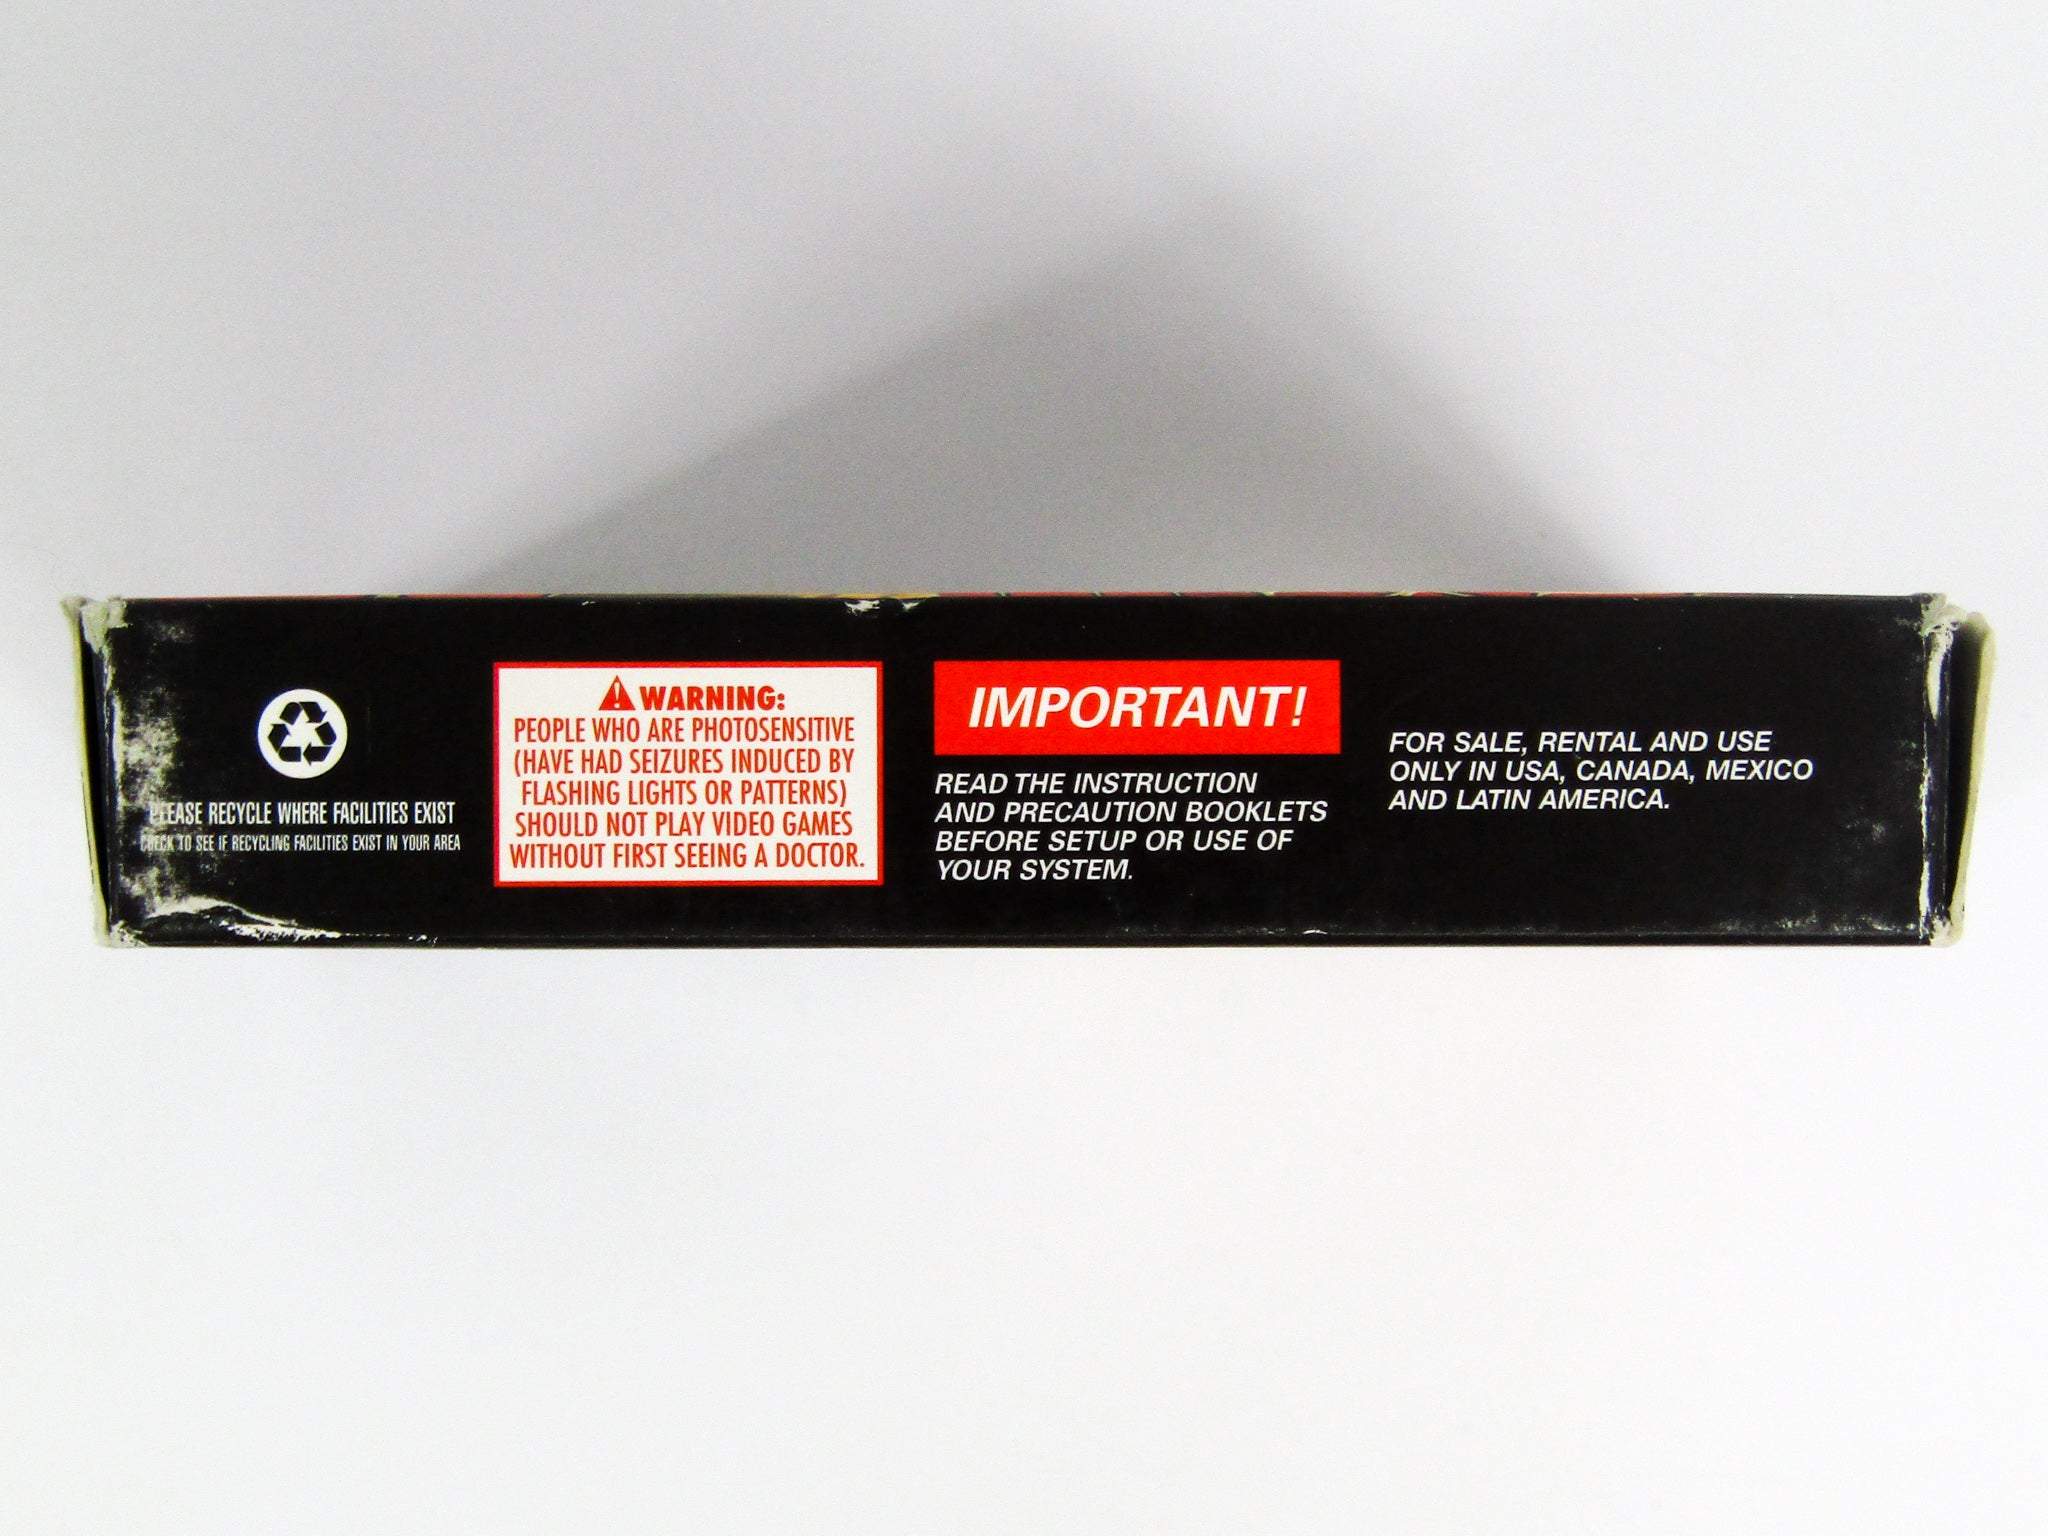 PLEASE RECYCLE WHERE FACILITIES EXIST
CHECK TO SEE IF RECYCLING FACILITIES EXIST IN YOUR AREA
WARNING:
PEOPLE WHO ARE PHOTOSENSITIVE
(HAVE HAD SEIZURES INDUCED BY
FLASHING LIGHTS OR PATTERNS)
SHOULD NOT PLAY VIDEO GAMES
WITHOUT FIRST SEEING A DOCTOR.
IMPORTANT!
READ THE INSTRUCTION
AND PRECAUTION BOOKLETS
BEFORE SETUP OR USE OF
YOUR SYSTEM.
FOR SALE, RENTAL AND USE
ONLY IN USA, CANADA, MEXICO
AND LATIN AMERICA.